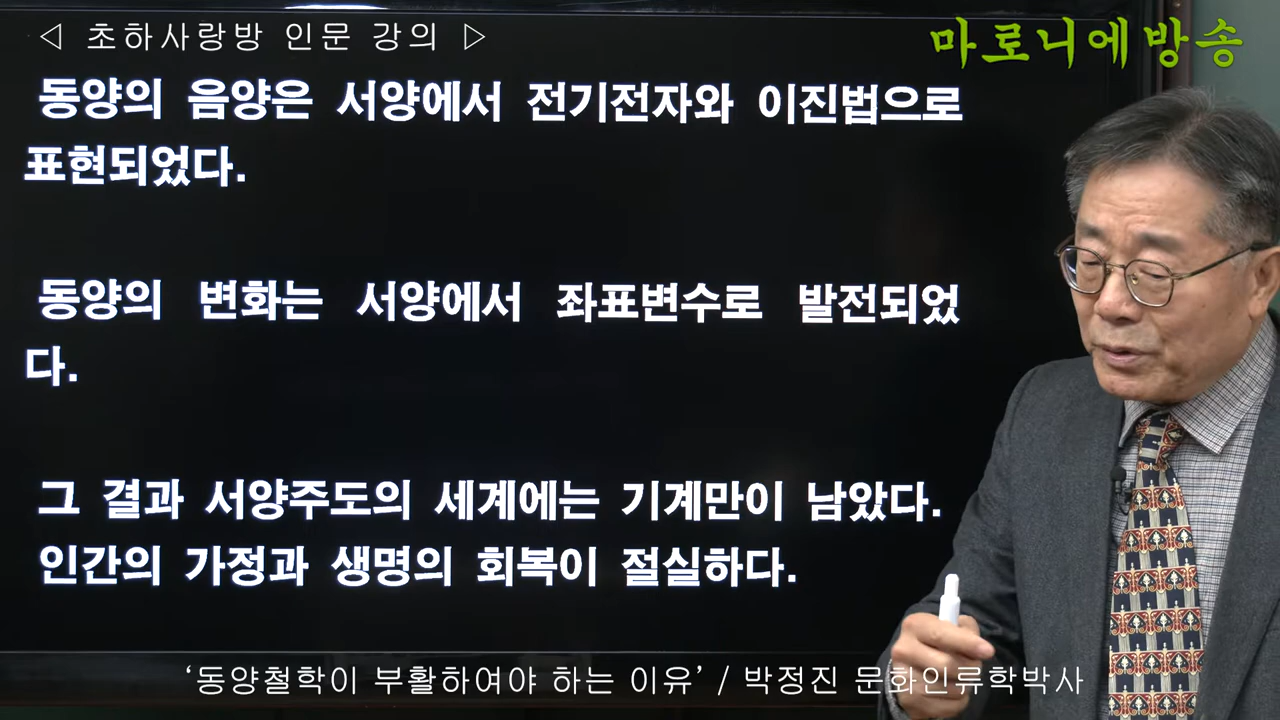 ◁ 초하사랑방 인문 강의 ▷
마로니에방송
동양의 음양은 서양에서 전기전자와 이진법으로
표현되었다.
동양의 변화는 서양에서 좌표변수로 발전되었
다.
그 결과 서양주도의 세계에는 기계만이 남았다.
인간의 가정과 생명의 회복이 절실하다.
‘동양철학이 부활하여야 하는 이유’ / 박정진 문화인류학박사